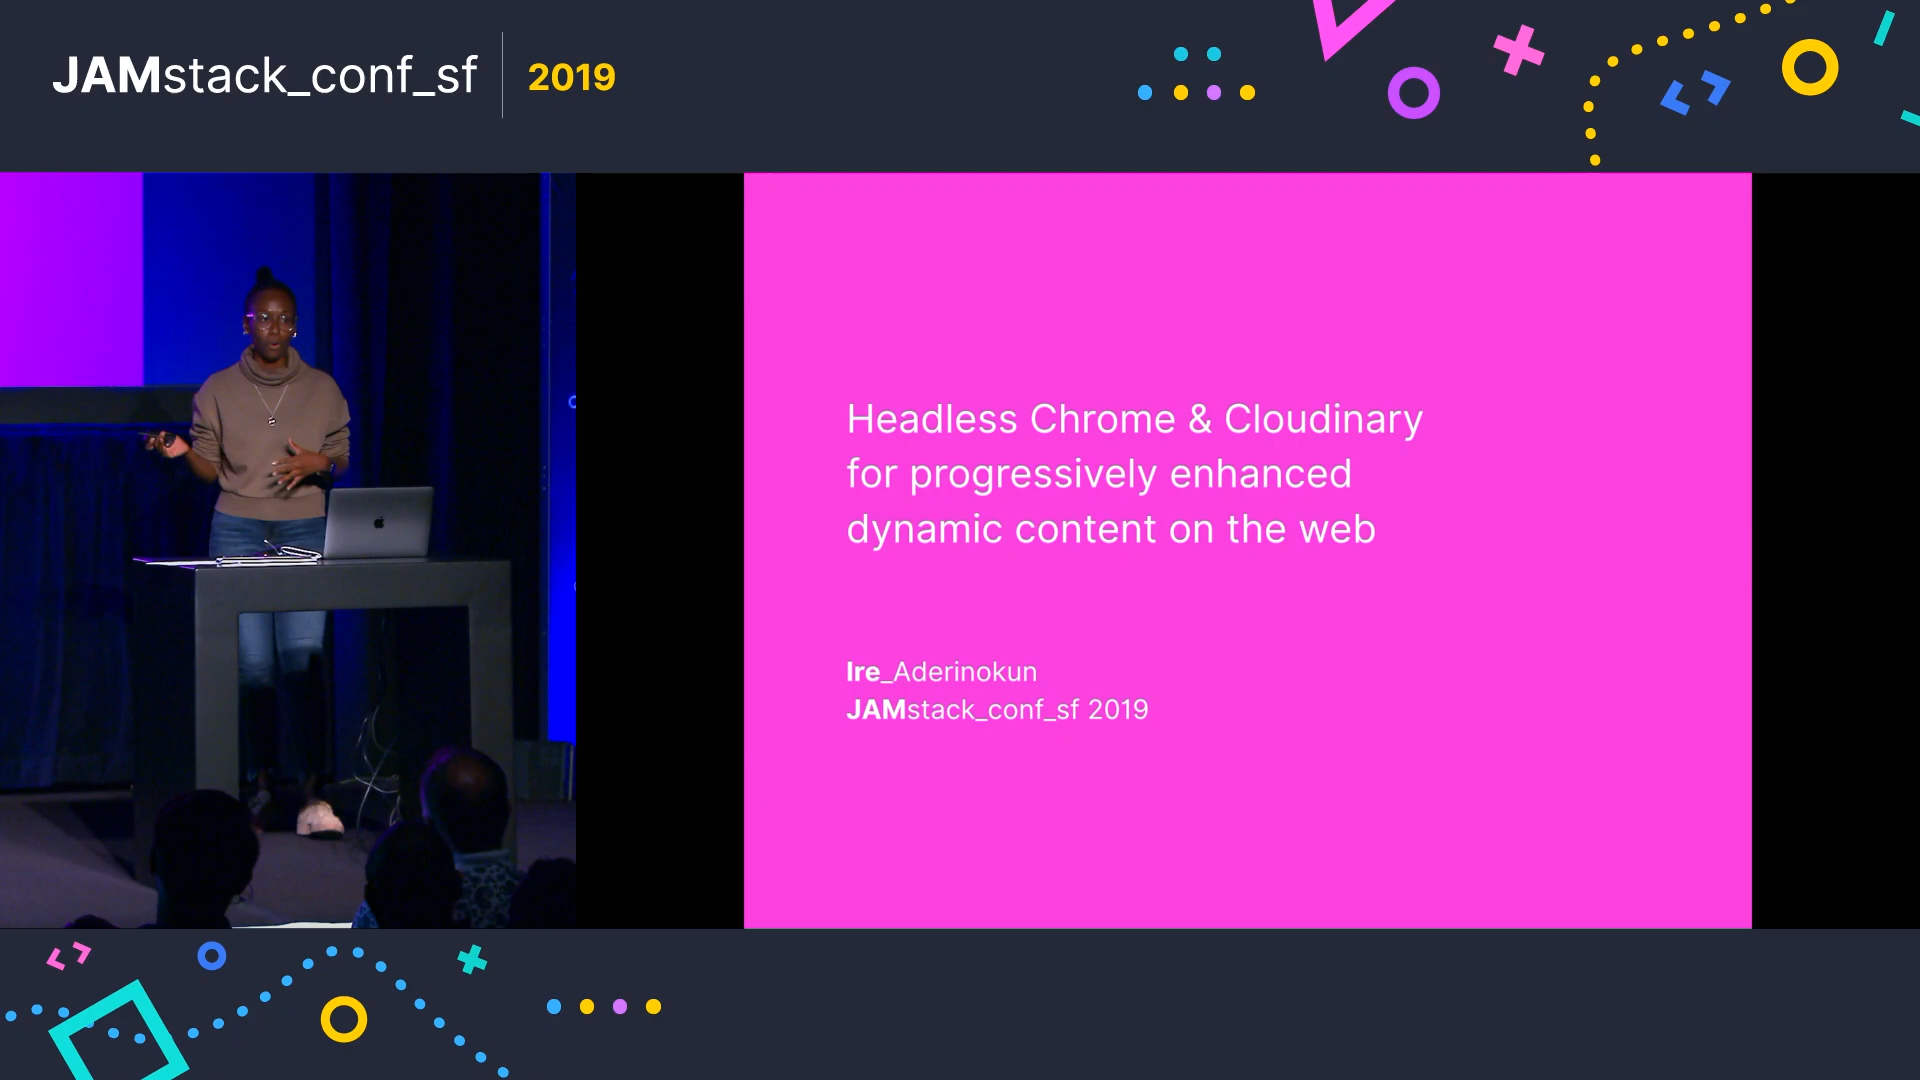 JAMstack_conf_sf
2019
Headless Chrome & Cloudinary
for progressively enhanced
dynamic content on the web
Ire_Aderinokun
JAMstack_conf_sf 2019